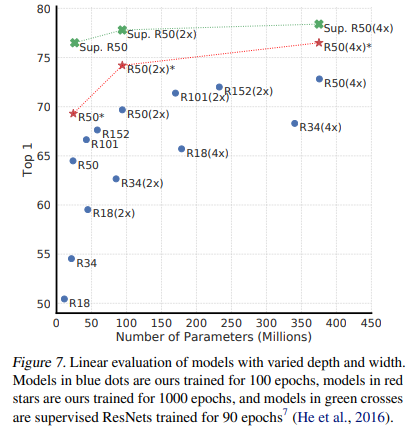 80
75
70
65
60
55
50
Top 1
Sup. R50
Sup. R50(2x)
Sup. R50(4x)
R50(2x)*
R50(4x)*
R101(2x)
R152(2x)
R50(4x)
R50*
R50(2x)
R152
R101
R34(4x)
R50
R18(4x)
R34(2x)
R18(2x)
R34
R18
0 50 100 150 200 250 300 350 400 450
Number of Parameters (Millions)
Figure 7. Linear evaluation of models with varied depth and width.
Models in blue dots are ours trained for 100 epochs, models in red
stars are ours trained for 1000 epochs, and models in green crosses
are supervised ResNets trained for 90 epochs7 (He et al., 2016).